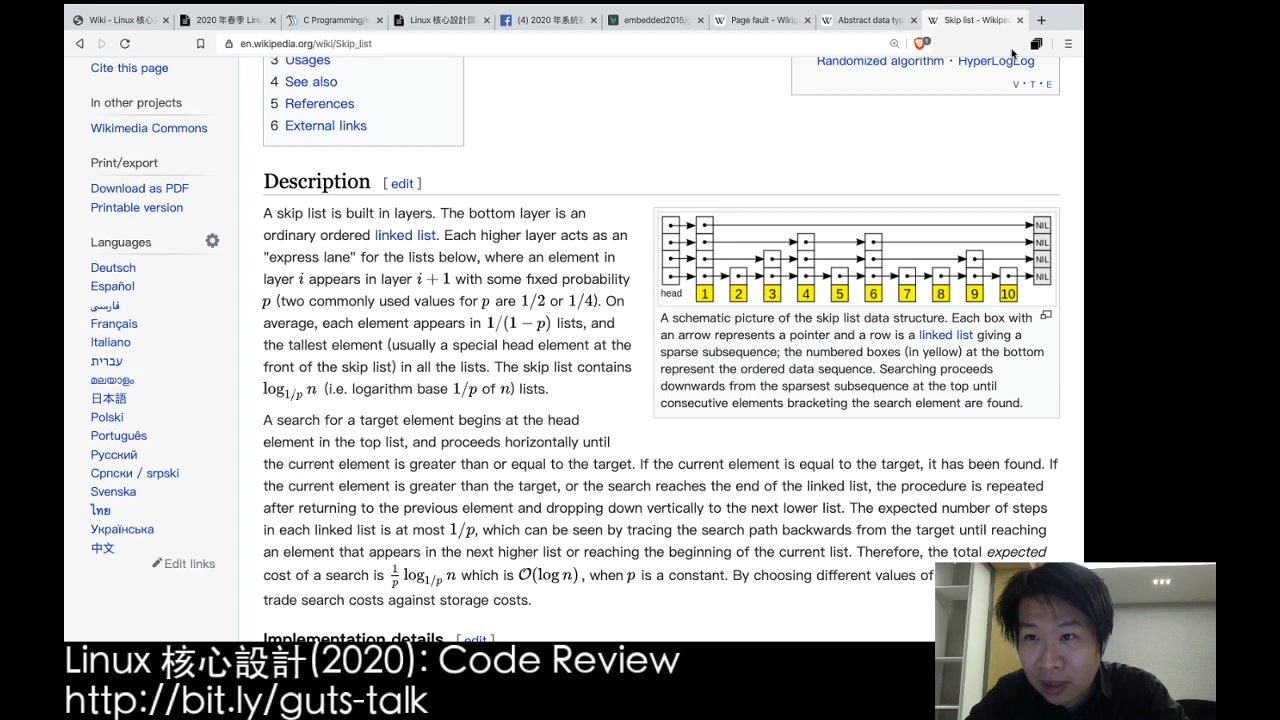 Wiki - Linux 核心
2020 年春季 Linu
C Programming/s
Linux 核心設計課
(4) 2020 年系統
embedded2015/
Page fault - Wikip
Abstract data typ
Skip list - Wikipe
en.wikipedia.org/wiki/Skip_list
Cite this page
In other projects
Wikimedia Commons
Print/export
Download as PDF
Printable version
Languages
Deutsch
Español
فارسی
Français
Italiano
עברית
മലയാളം
日本語
Polski
Português
Русский
Српски / srpski
Svenska
ไทย
Українська
中文
Edit links
3 Usages
4 See also
5 References
6 External links
Randomized algorithm · HyperLogLog
V · T · E
Description [ edit ]
A skip list is built in layers. The bottom layer is an
ordinary ordered linked list. Each higher layer acts as an
"express lane" for the lists below, where an element in
layer i appears in layer i + 1 with some fixed probability
p (two commonly used values for p are 1/2 or 1/4). On
average, each element appears in 1/(1 − p) lists, and
the tallest element (usually a special head element at the
front of the skip list) in all the lists. The skip list contains
log1/p n (i.e. logarithm base 1/p of n) lists.
NIL
NIL
NIL
NIL
head 1 2 3 4 5 6 7 8 9 10
A schematic picture of the skip list data structure. Each box with
an arrow represents a pointer and a row is a linked list giving a
sparse subsequence; the numbered boxes (in yellow) at the bottom
represent the ordered data sequence. Searching proceeds
downwards from the sparsest subsequence at the top until
consecutive elements bracketing the search element are found.
A search for a target element begins at the head
element in the top list, and proceeds horizontally until
the current element is greater than or equal to the target. If the current element is equal to the target, it has been found. If
the current element is greater than the target, or the search reaches the end of the linked list, the procedure is repeated
after returning to the previous element and dropping down vertically to the next lower list. The expected number of steps
in each linked list is at most 1/p, which can be seen by tracing the search path backwards from the target until reaching
an element that appears in the next higher list or reaching the beginning of the current list. Therefore, the total expected
cost of a search is 1/p log1/p n which is O(log n), when p is a constant. By choosing different values of
trade search costs against storage costs.
Implementation details [ edit ]
Linux 核心設計(2020): Code Review
http://bit.ly/guts-talk